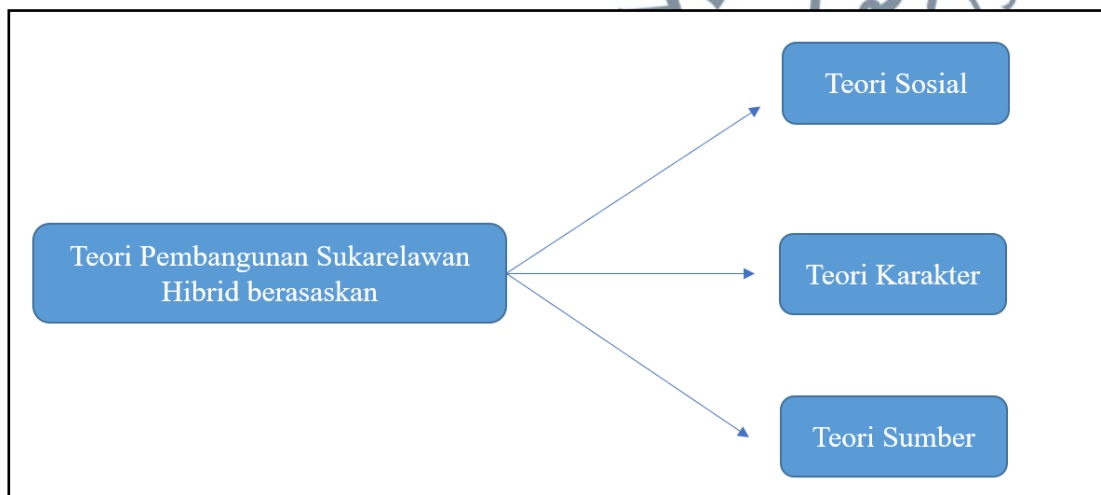 Teori Sosial
Teori Pembangunan Sukarelawan
Hibrid berasaskan
Teori Karakter
Teori Sumber